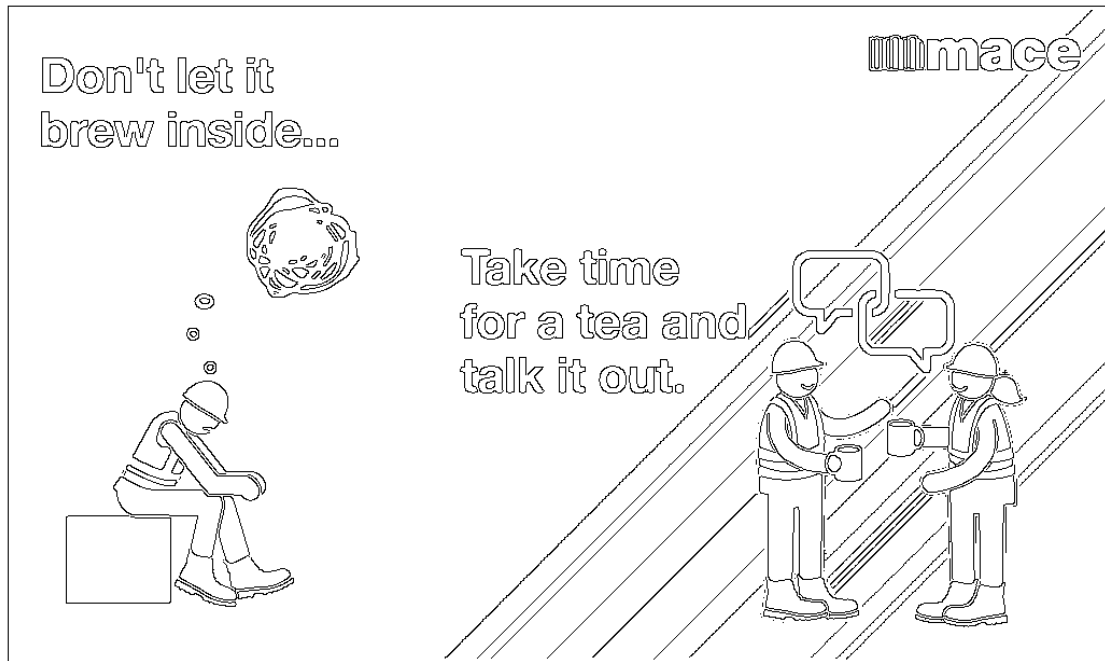 Don't let it
brew inside...
mace
Take time
for a tea and
talk it out.